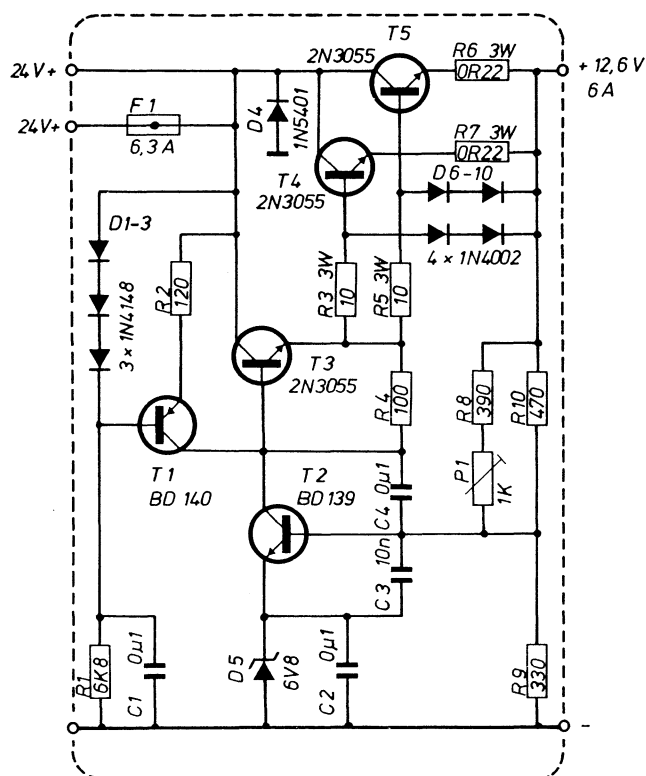 T5
2N3055
R6 3W
0R22
24V+
+ 12,6 V
6 A
24V+
F1
6,3 A
D4
1N5401
R7 3W
0R22
T4
2N3055
D6-10
4 × 1N4002
D1-3
3 × 1N4148
R2
120
R3 3W
10
R5 3W
10
T3
2N3055
R4
100
R8
390
R10
470
P1
1K
T1
BD 140
T2
BD 139
C4 0µ1
C3 10n
R1
6K8
C1 0µ1
D5
6V8
C2 0µ1
R9
330
-